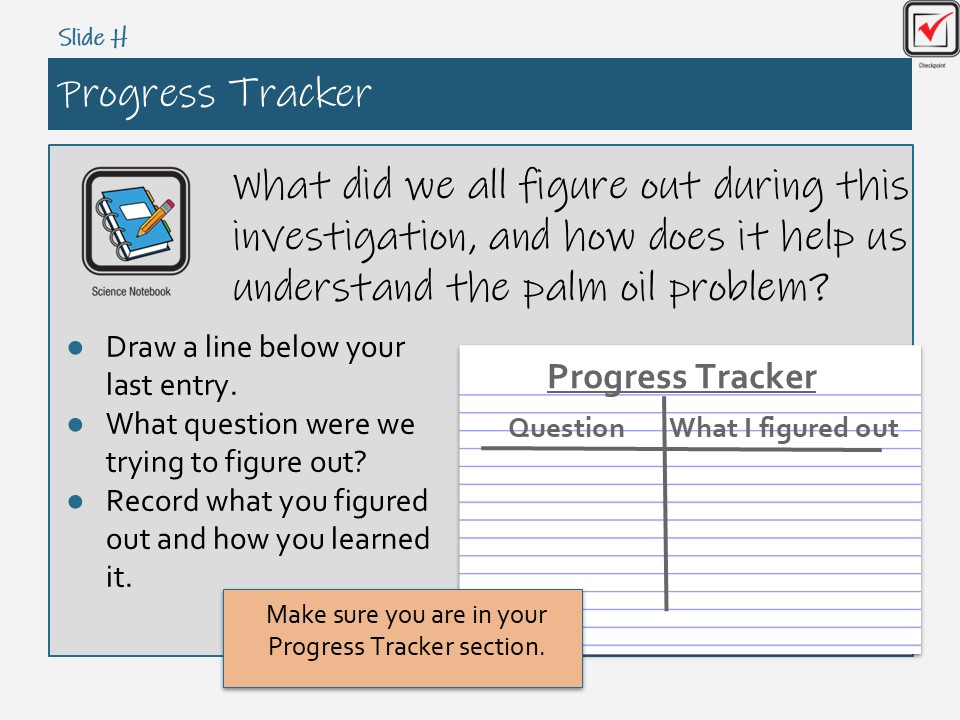 Slide H
Checkpoint
Progress Tracker
What did we all figure out during this
investigation, and how does it help us
understand the palm oil problem?
Science Notebook
● Draw a line below your
last entry.
● What question were we
trying to figure out?
● Record what you figured
out and how you learned
it.
Progress Tracker
Question What I figured out
Make sure you are in your
Progress Tracker section.